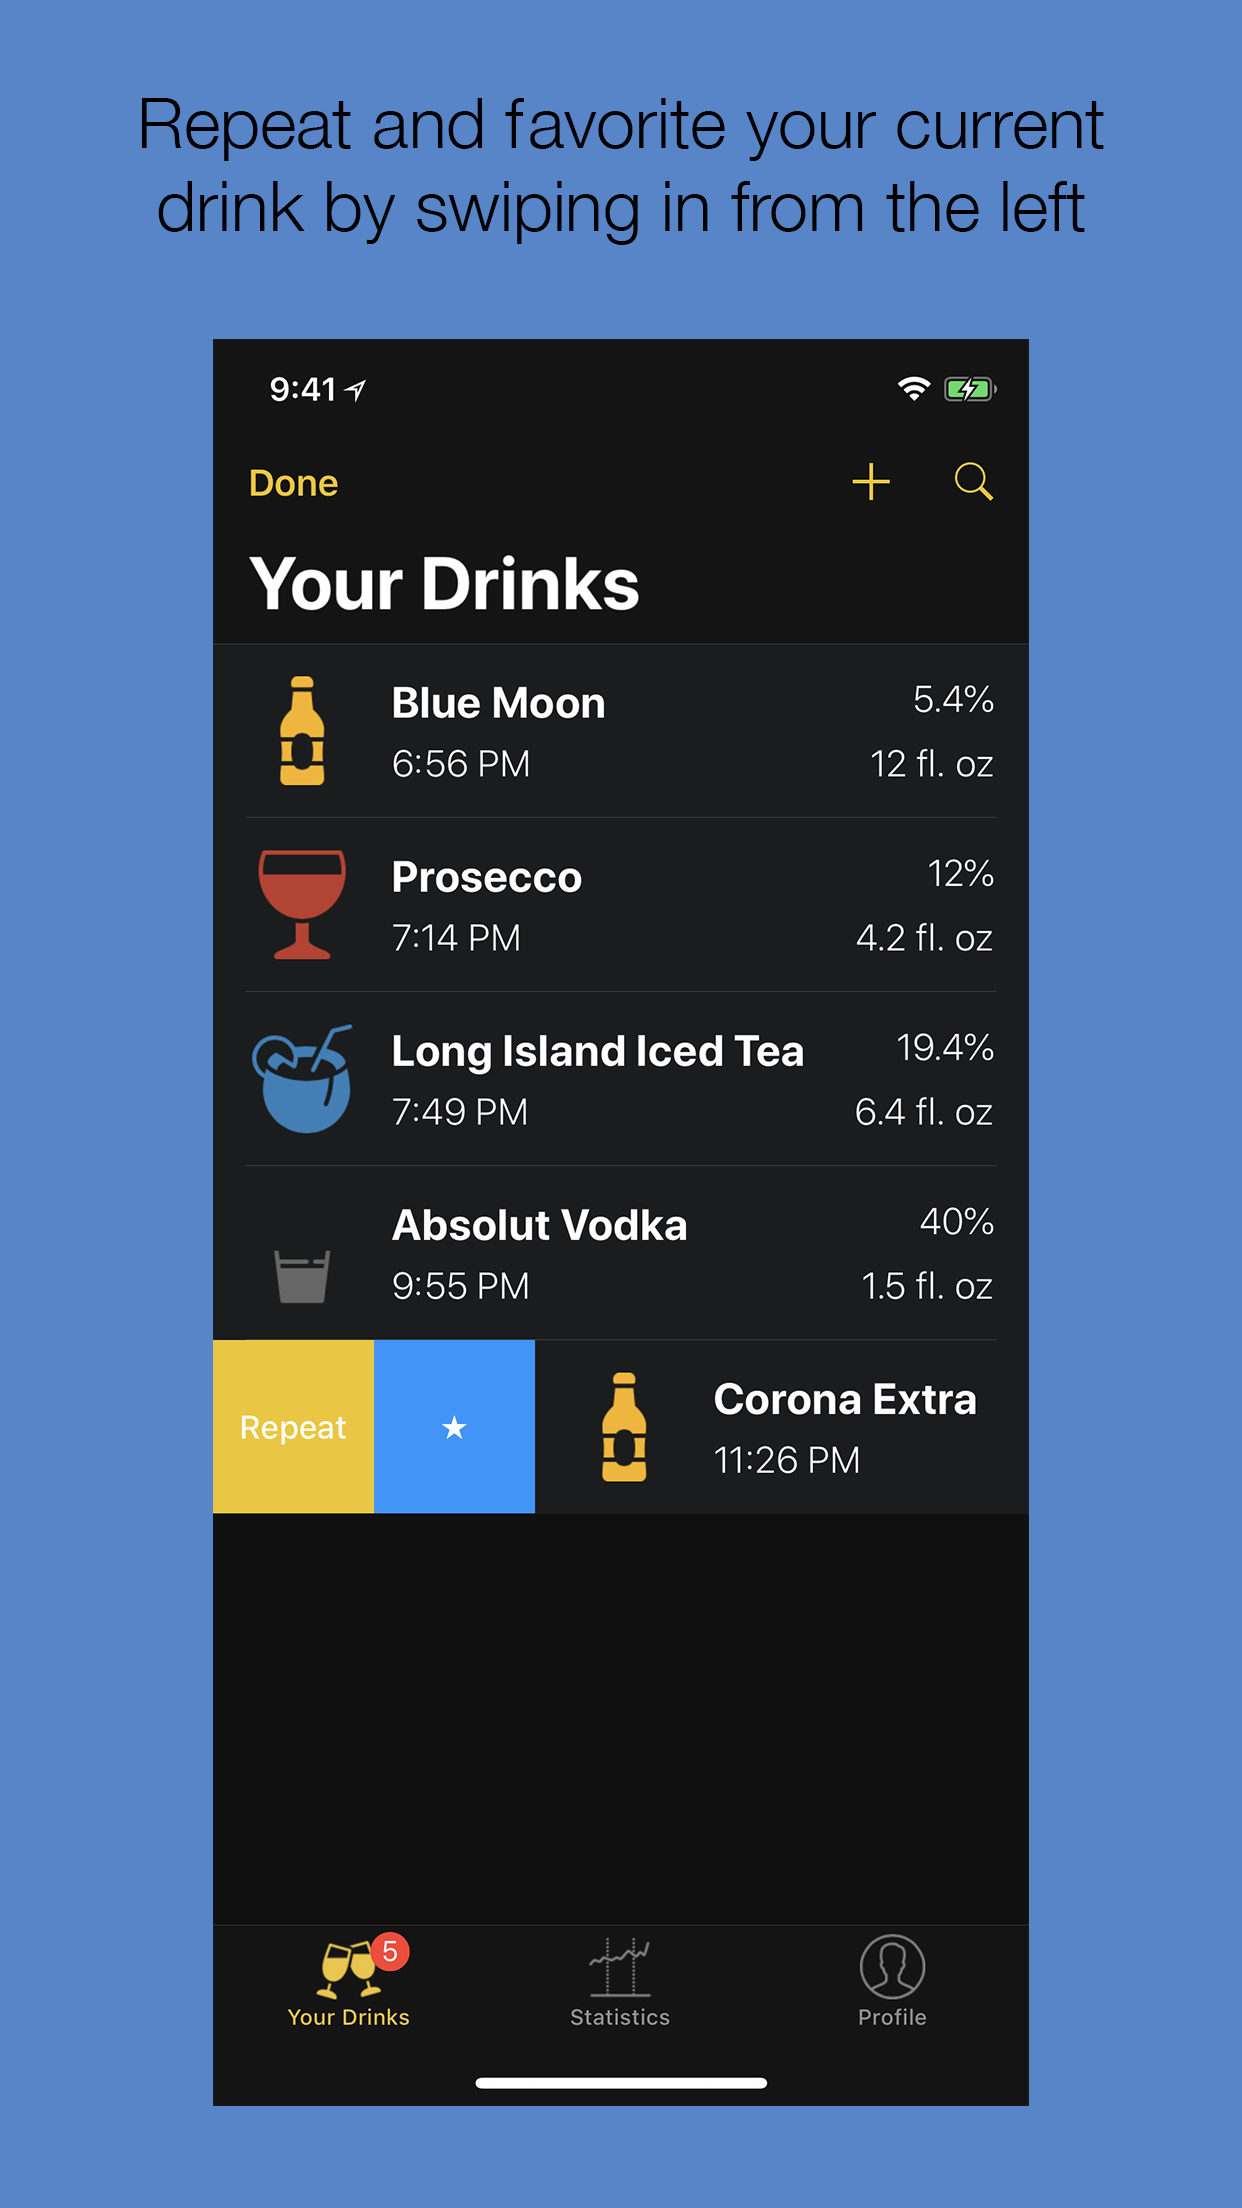 Repeat and favorite your current
drink by swiping in from the left
9:41
Done
Your Drinks
Blue Moon 5.4%
6:56 PM 12 fl. oz
Prosecco 12%
7:14 PM 4.2 fl. oz
Long Island Iced Tea 19.4%
7:49 PM 6.4 fl. oz
Absolut Vodka 40%
9:55 PM 1.5 fl. oz
Repeat ★ Corona Extra
11:26 PM
5
Your Drinks Statistics Profile